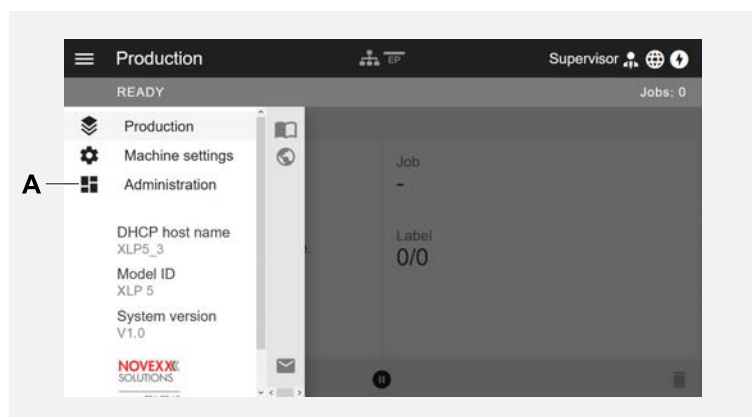 Production
EP
Supervisor
READY
Jobs: 0
Production
Machine settings
A
Administration
DHCP host name
XLP5_3
Model ID
XLP 5
System version
V1.0
NOVEXX
SOLUTIONS
Job
-
Label
0/0